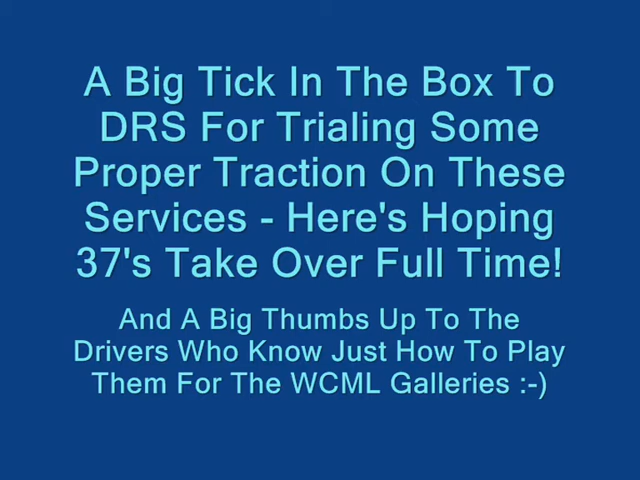 A Big Tick In The Box To
DRS For Trialing Some
Proper Traction On These
Services - Here's Hoping
37's Take Over Full Time!
And A Big Thumbs Up To The
Drivers Who Know Just How To Play
Them For The WCML Galleries :-)